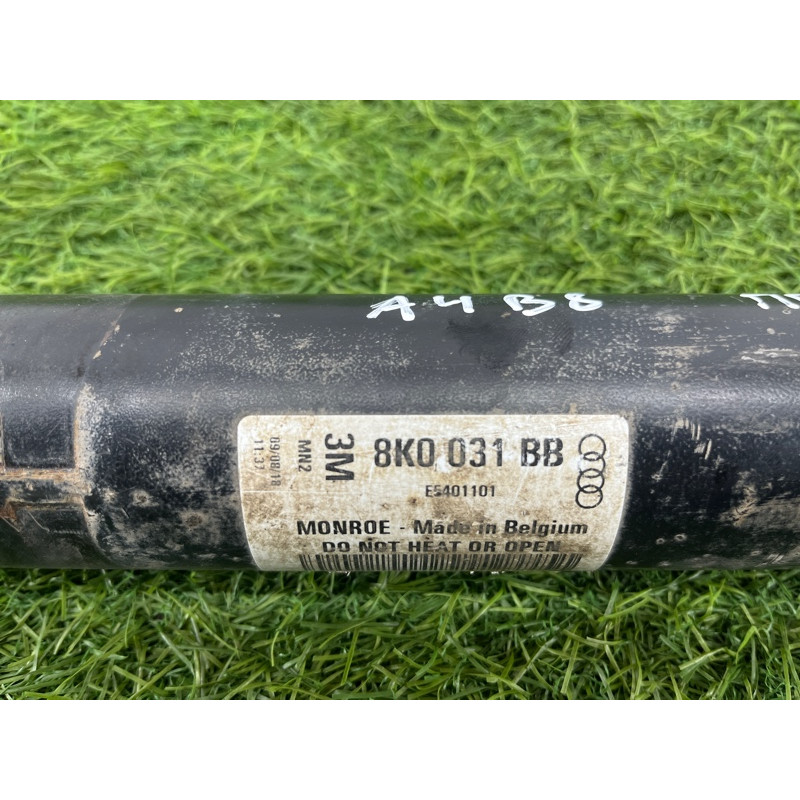 A4B8
8K0 031 BB
3M
MN2
09/08/18
11.37
E5401101
MONROE - Made in Belgium
DO NOT HEAT OR OPEN